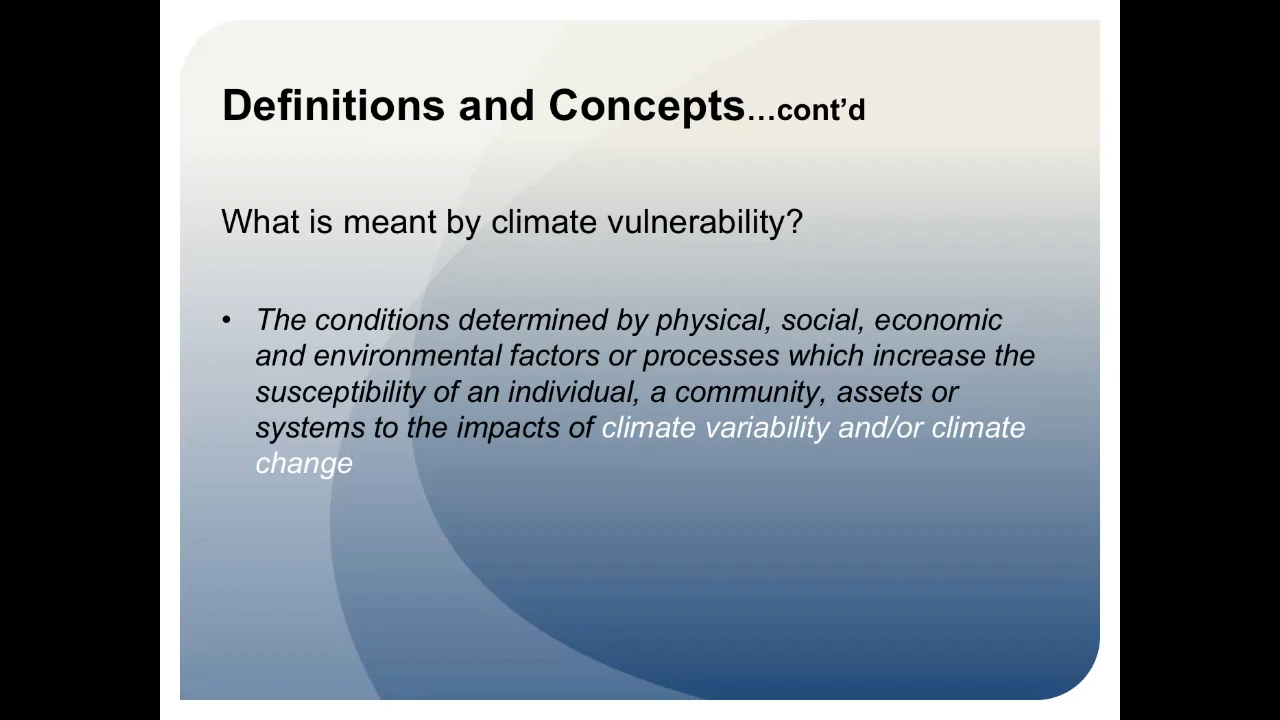 Definitions and Concepts…cont’d
What is meant by climate vulnerability?
• The conditions determined by physical, social, economic
and environmental factors or processes which increase the
susceptibility of an individual, a community, assets or
systems to the impacts of climate variability and/or climate
change